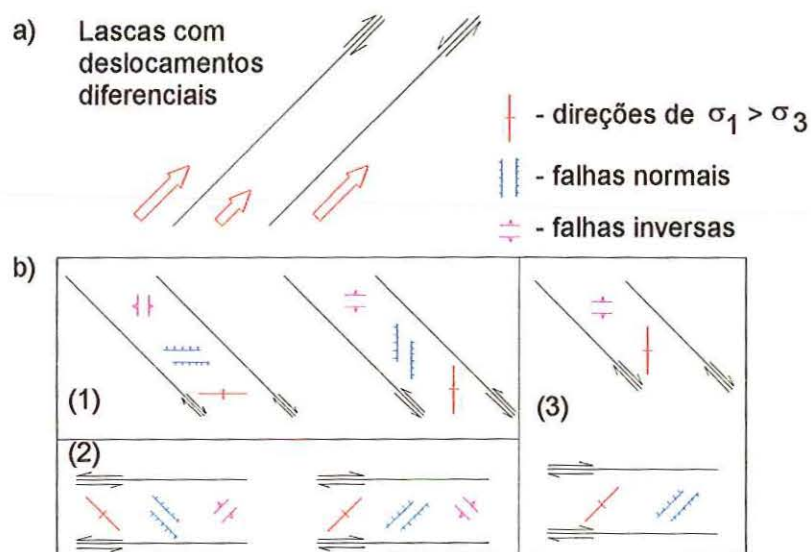 a) Lascas com
deslocamentos
diferenciais
- direções de σ1 > σ3
- falhas normais
- falhas inversas
b)
(1)
(2)
(3)